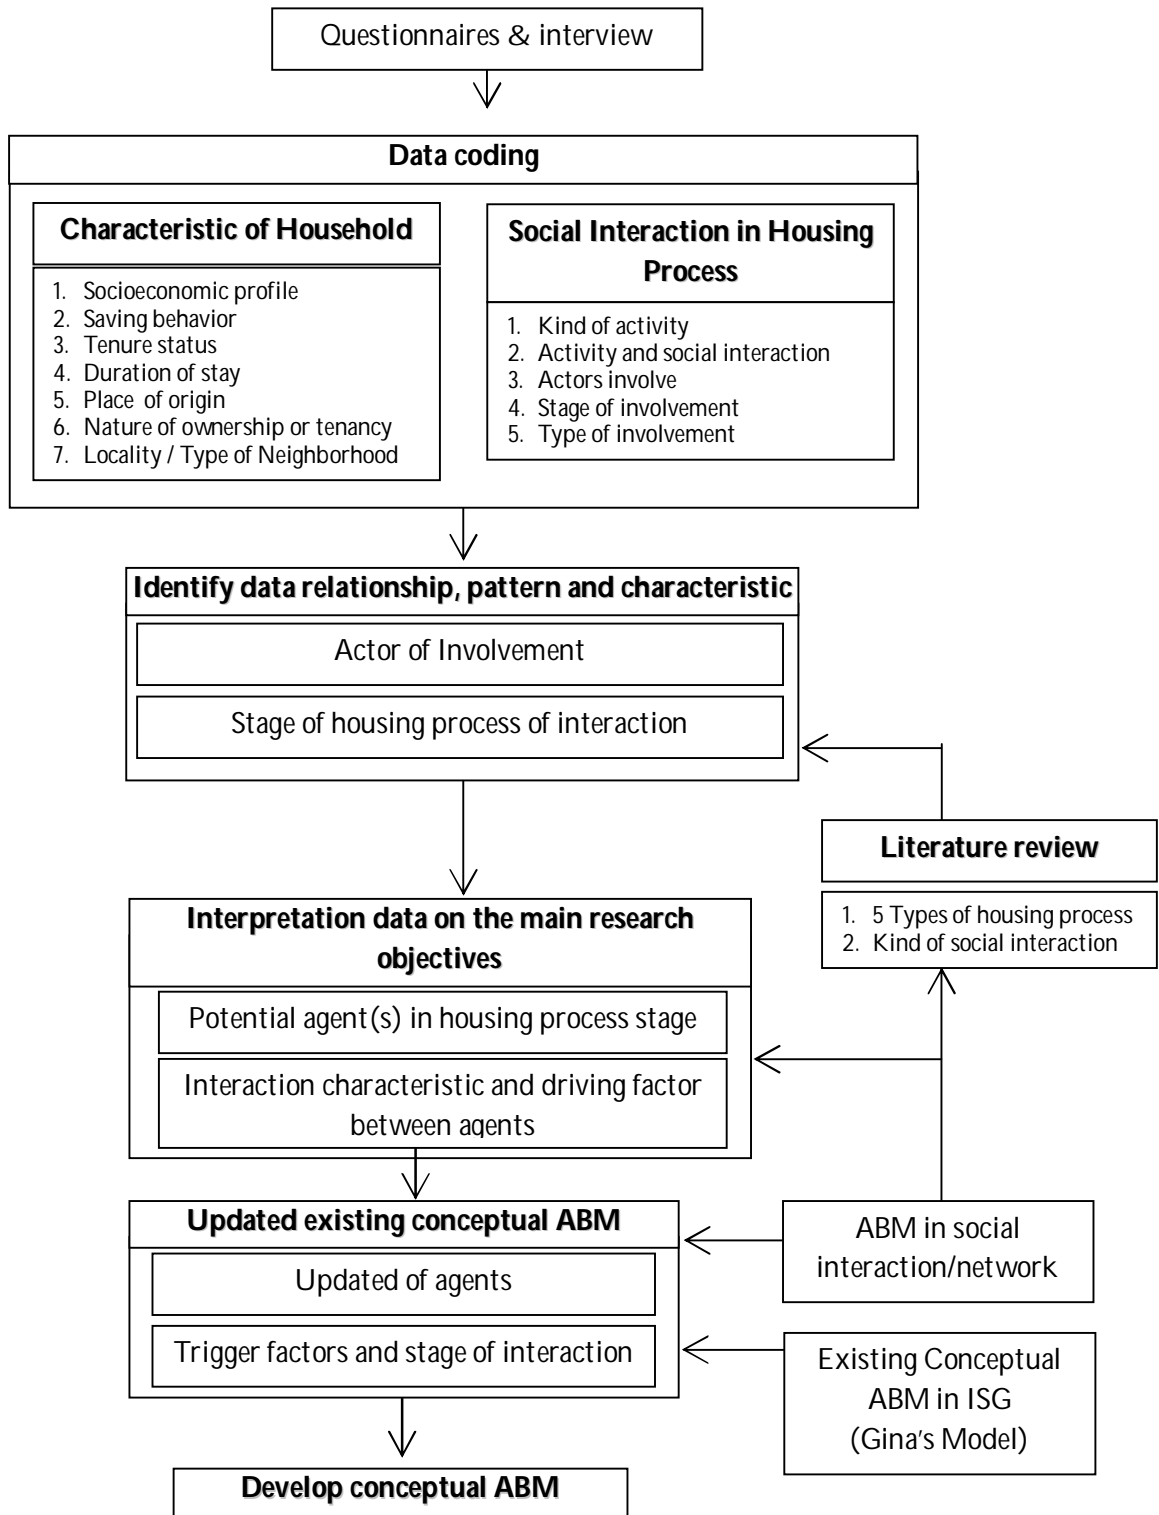 Questionnaires & interview
Data coding
Characteristic of Household
1. Socioeconomic profile
2. Saving behavior
3. Tenure status
4. Duration of stay
5. Place of origin
6. Nature of ownership or tenancy
7. Locality / Type of Neighborhood
Social Interaction in Housing
Process
1. Kind of activity
2. Activity and social interaction
3. Actors involve
4. Stage of involvement
5. Type of involvement
Identify data relationship, pattern and characteristic
Actor of Involvement
Stage of housing process of interaction
Literature review
1. 5 Types of housing process
2. Kind of social interaction
Interpretation data on the main research
objectives
Potential agent(s) in housing process stage
Interaction characteristic and driving factor
between agents
Updated existing conceptual ABM
Updated of agents
Trigger factors and stage of interaction
ABM in social
interaction/network
Existing Conceptual
ABM in ISG
(Gina's Model)
Develop conceptual ABM